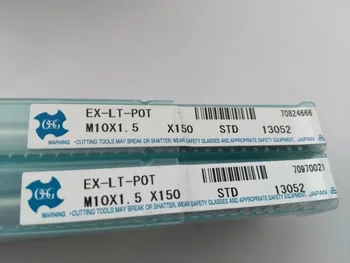 OSG
EX-LT-POT 70824666
M10X1.5 X150 STD 13052
WARNING •CUTTING TOOLS MAY BREAK OR SHATTER, WEAR SAFETY GLASSES AND APPROPRIATE SAFETY EQUIPMENT. JAPAN
OSG
EX-LT-POT 70970021
M10X1.5 X150 STD 13052
WARNING •CUTTING TOOLS MAY BREAK OR SHATTER, WEAR SAFETY GLASSES AND APPROPRIATE SAFETY EQUIPMENT. JAPAN